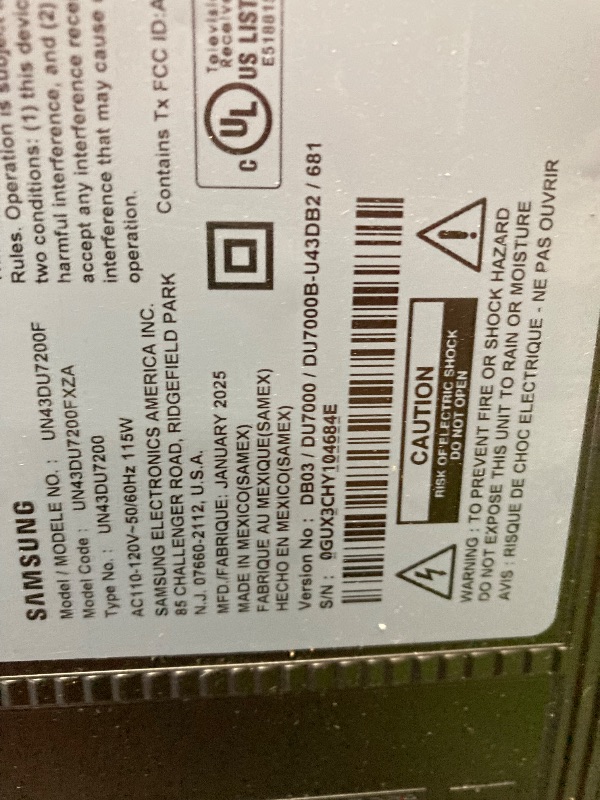 Rules. Operation is subject
two conditions: (1) this devic
harmful interference, and (2)
accept any interference rece
interference that may cause
operation.
Contains Tx FCC ID:A
Televis
Receive
C UL US LIST
E51881
SAMSUNG
Model / MODELE NO. : UN43DU7200F
Model Code : UN43DU7200FXZA
Type No. : UN43DU7200
AC110-120V~50/60Hz 115W
SAMSUNG ELECTRONICS AMERICA INC.
85 CHALLENGER ROAD, RIDGEFIELD PARK
N.J. 07660-2112, U.S.A.
MFD./FABRIQUE: JANUARY 2025
MADE IN MEXICO(SAMEX)
FABRIQUE AU MEXIQUE(SAMEX)
HECHO EN MEXICO(SAMEX)
Version No : DB03 / DU7000 / DU7000B-U43DB2 / 681
S/N : 0GUX3CHY104684E
CAUTION
RISK OF ELECTRIC SHOCK
DO NOT OPEN
WARNING : TO PREVENT FIRE OR SHOCK HAZARD
DO NOT EXPOSE THIS UNIT TO RAIN OR MOISTURE
AVIS : RISQUE DE CHOC ELECTRIQUE - NE PAS OUVRIR